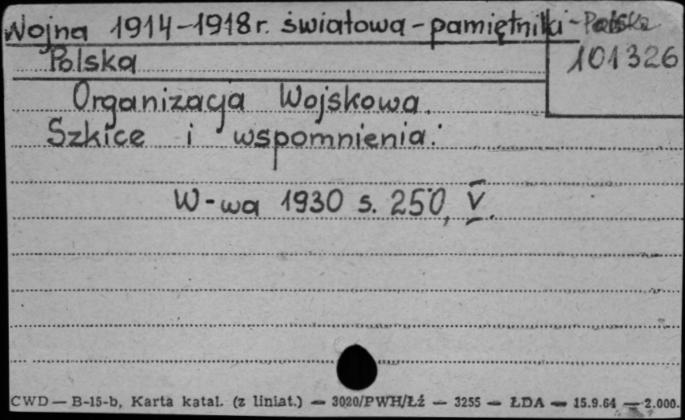 Wojna 1914-1918r. światowa - pamiętniki - Polska
101326
Polska
Organizacja Wojskowa.
Szkice i wspomnienia.
W-wa 1930 s. 250, V.
CWD — B-15-b, Karta katal. (z liniat.) — 3020/PWH/Łź — 3255 — ŁDA — 15.9.64 — 2.000.